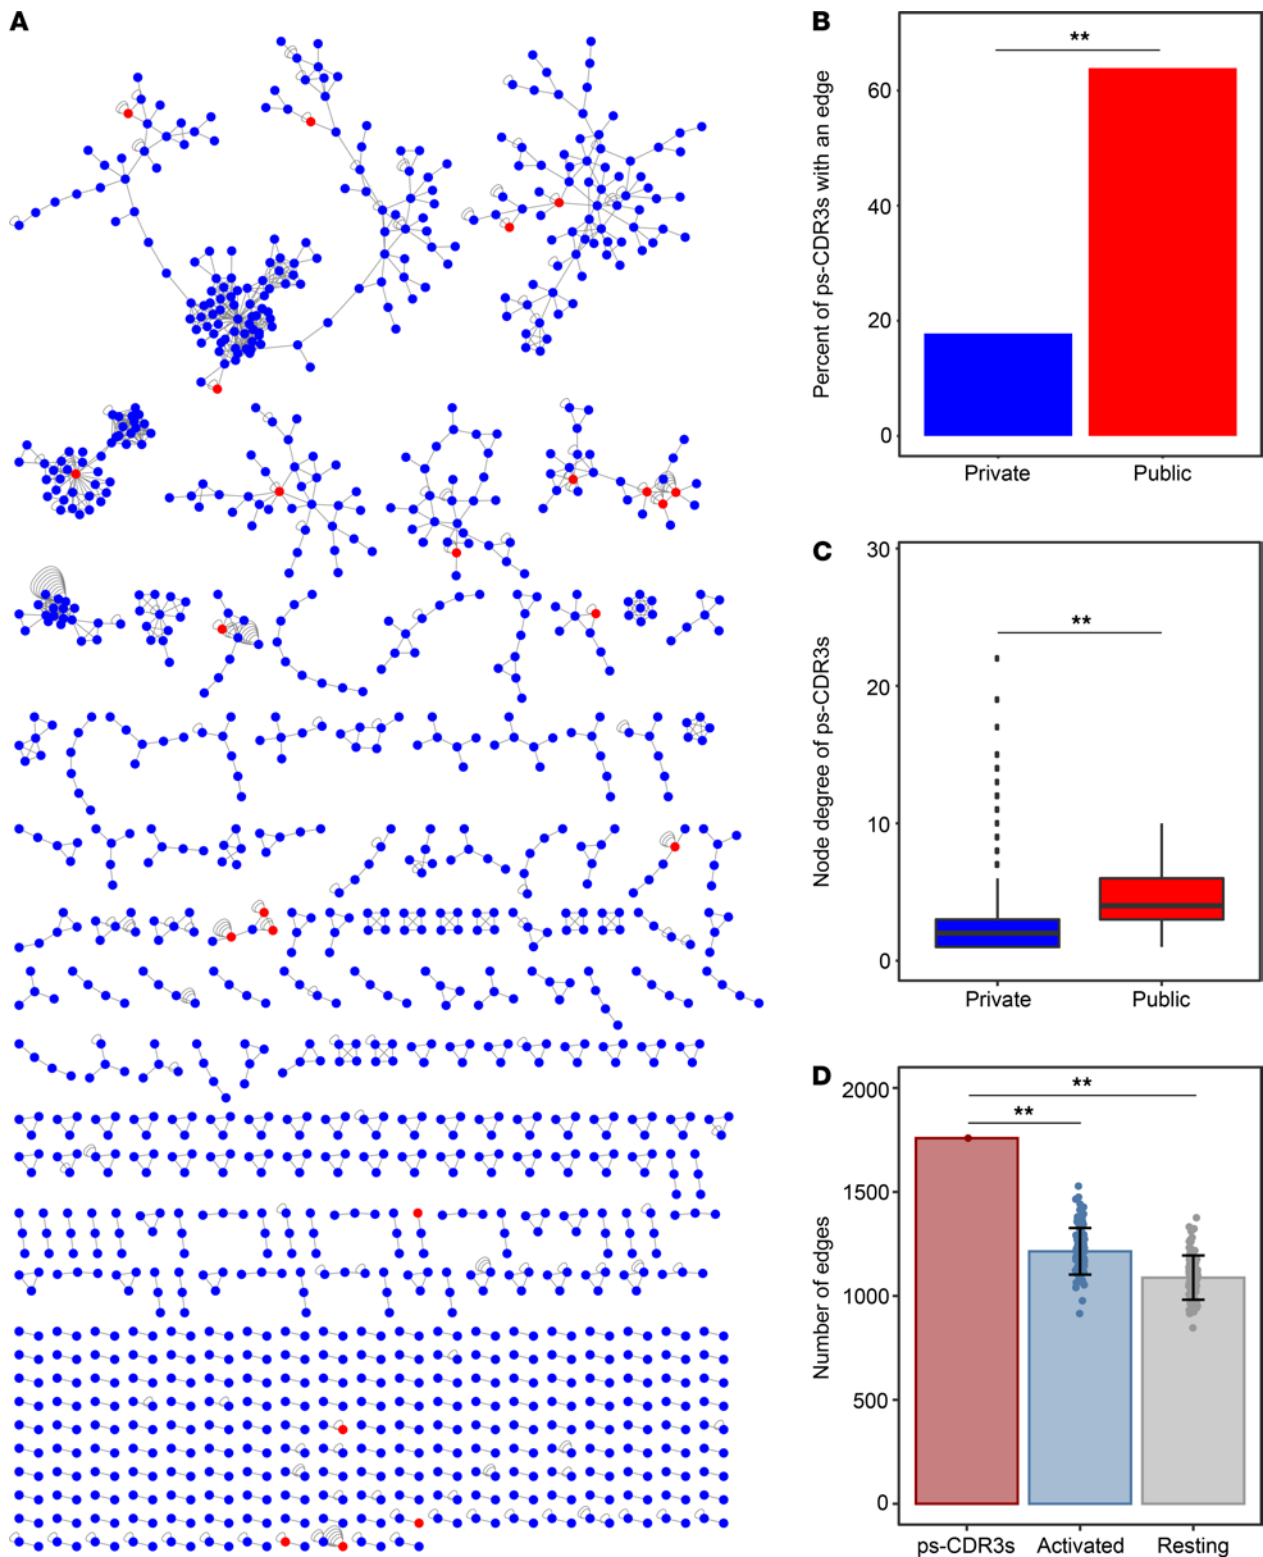 A
B
Percent of ps-CDR3s with an edge
60
40
20
0
**
Private
Public
C
Node degree of ps-CDR3s
30
20
10
0
**
Private
Public
D
Number of edges
2000
1500
1000
500
0
**
**
ps-CDR3s
Activated
Resting